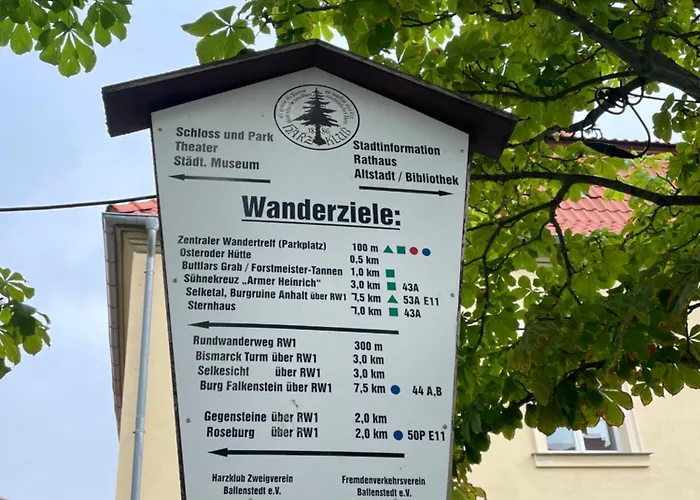 HARZKLUB
1886
Schloss und Park
Theater
Städt. Museum
Stadtinformation
Rathaus
Altstadt / Bibliothek
Wanderziele:
Zentraler Wandertreff (Parkplatz) 100 m
Osteroder Hütte 0.5 km
Buttlars Grab / Forstmeister-Tannen 1,0 km
Sühnekreuz „Armer Heinrich" 3,0 km 43A
Selketal, Burgruine Anhalt über RW1 7,5 km 53A E11
Sternhaus 7,0 km 43A
Rundwanderweg RW1 300 m
Bismarck Turm über RW1 3,0 km
Selkesicht über RW1 3,0 km
Burg Falkenstein über RW1 7,5 km 44 A,B
Gegensteine über RW1 2,0 km
Roseburg über RW1 2,0 km 50P E11
Harzklub Zweigverein
Ballenstedt e.V.
Fremdenverkehrsverein
Ballenstedt e.V.